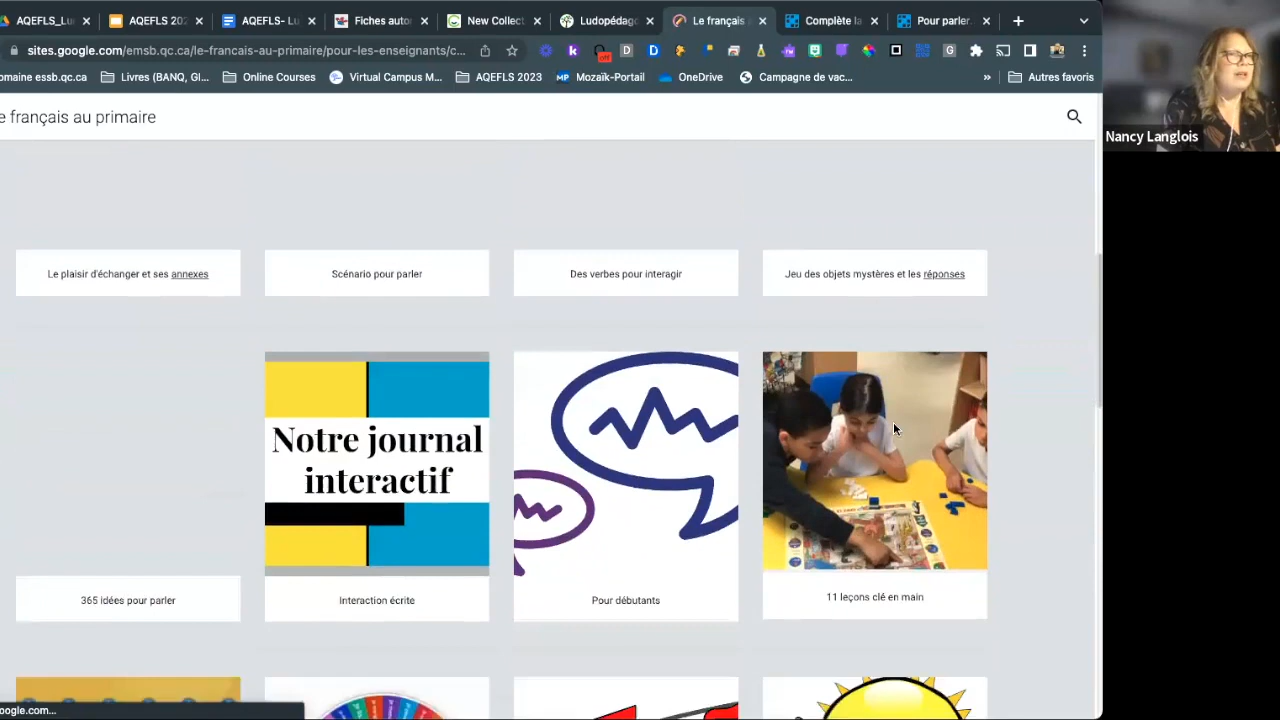 AQEFLS_Lu
AQEFLS 202
AQEFLS- Lu
Fiches autor
New Collect
Ludopédago
Le français a
Complète la
Pour parler
sites.google.com/emsb.qc.ca/le-francais-au-primaire/pour-les-enseignants/c...
off
omaine essb.qc.ca
Livres (BANQ, Gl...
Online Courses
Virtual Campus M...
AQEFLS 2023
MP Mozaïk-Portail
OneDrive
Campagne de vac...
»
Autres favoris
e français au primaire
Nancy Langlois
Le plaisir d'échanger et ses annexes
Scénario pour parler
Des verbes pour interagir
Jeu des objets mystères et les réponses
Notre journal
interactif
365 idées pour parler
Interaction écrite
Pour débutants
11 leçons clé en main
oogle.com...